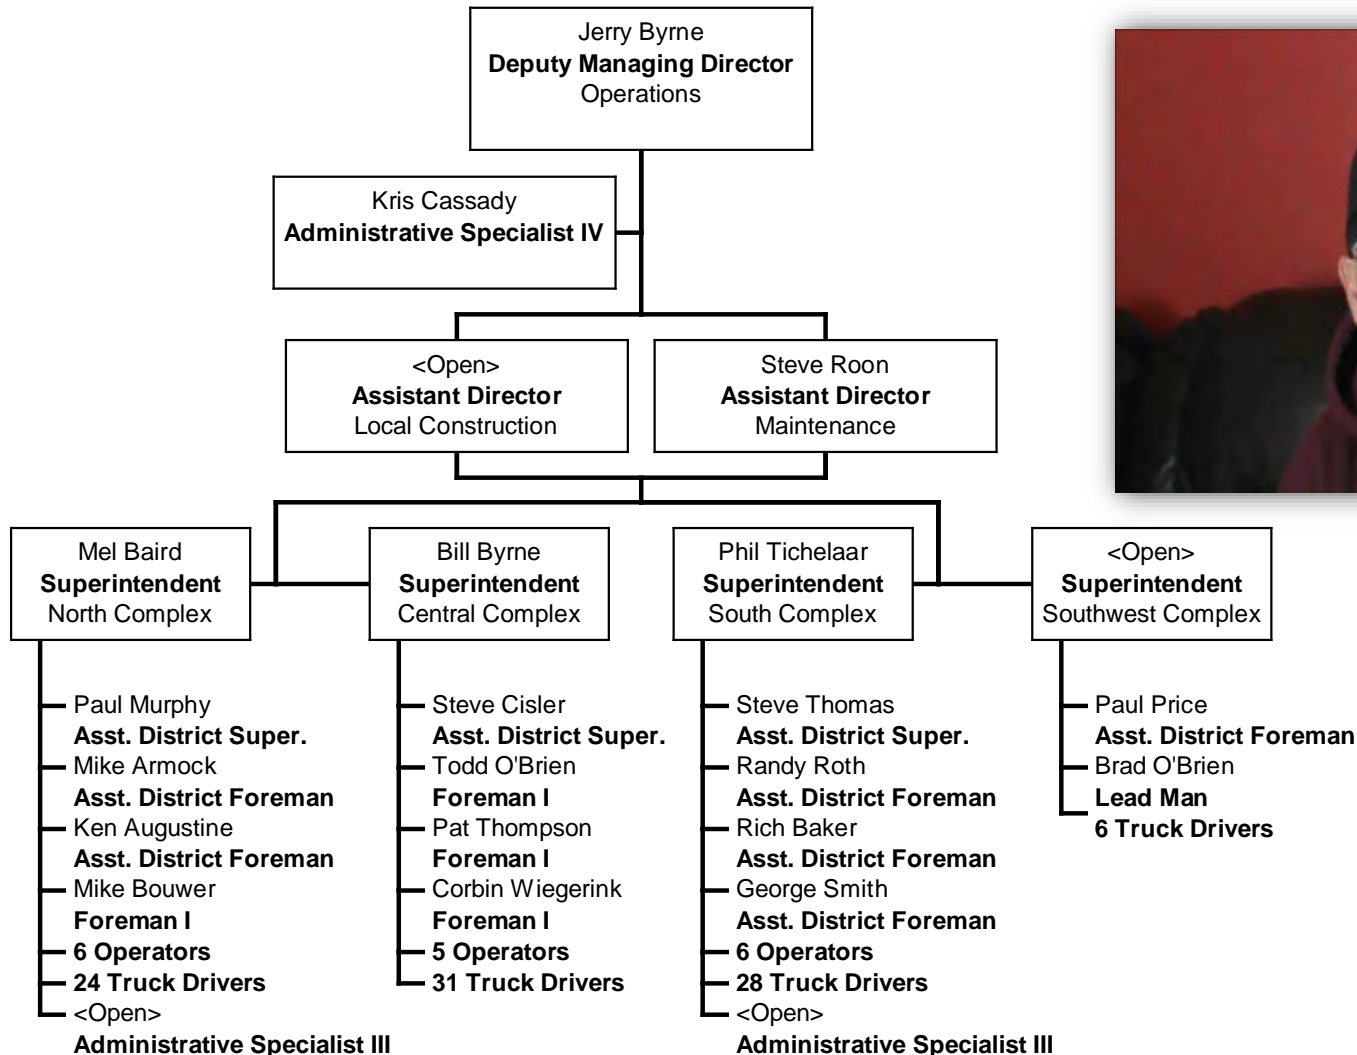 Jerry Byrne
Deputy Managing Director
Operations
Kris Cassady
Administrative Specialist IV
<Open>
Assistant Director
Local Construction
Steve Roon
Assistant Director
Maintenance
Mel Baird
Superintendent
North Complex
Bill Byrne
Superintendent
Central Complex
Phil Tichelaar
Superintendent
South Complex
<Open>
Superintendent
Southwest Complex
Paul Murphy
Asst. District Super.
Mike Armock
Asst. District Foreman
Ken Augustine
Asst. District Foreman
Mike Bouwer
Foreman I
6 Operators
24 Truck Drivers
<Open>
Administrative Specialist III
Steve Cisler
Asst. District Super.
Todd O'Brien
Foreman I
Pat Thompson
Foreman I
Corbin Wiegerink
Foreman I
5 Operators
31 Truck Drivers
Steve Thomas
Asst. District Super.
Randy Roth
Asst. District Foreman
Rich Baker
Asst. District Foreman
George Smith
Asst. District Foreman
6 Operators
28 Truck Drivers
<Open>
Administrative Specialist III
Paul Price
Asst. District Foreman
Brad O'Brien
Lead Man
6 Truck Drivers